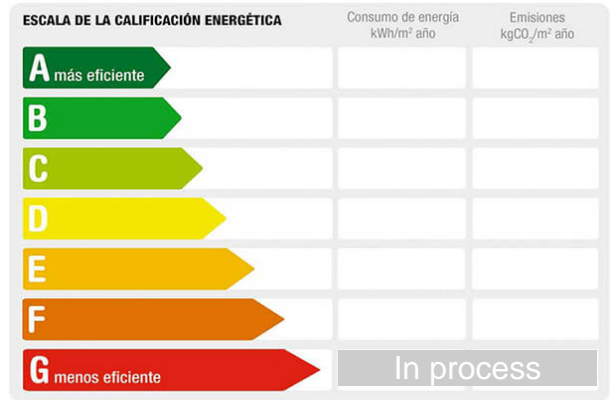 ESCALA DE LA CALIFICACIÓN ENERGÉTICA
Consumo de energía
kWh/m² año
Emisiones
kgCO₂/m² año
A más eficiente
B
C
D
E
F
G menos eficiente
In process